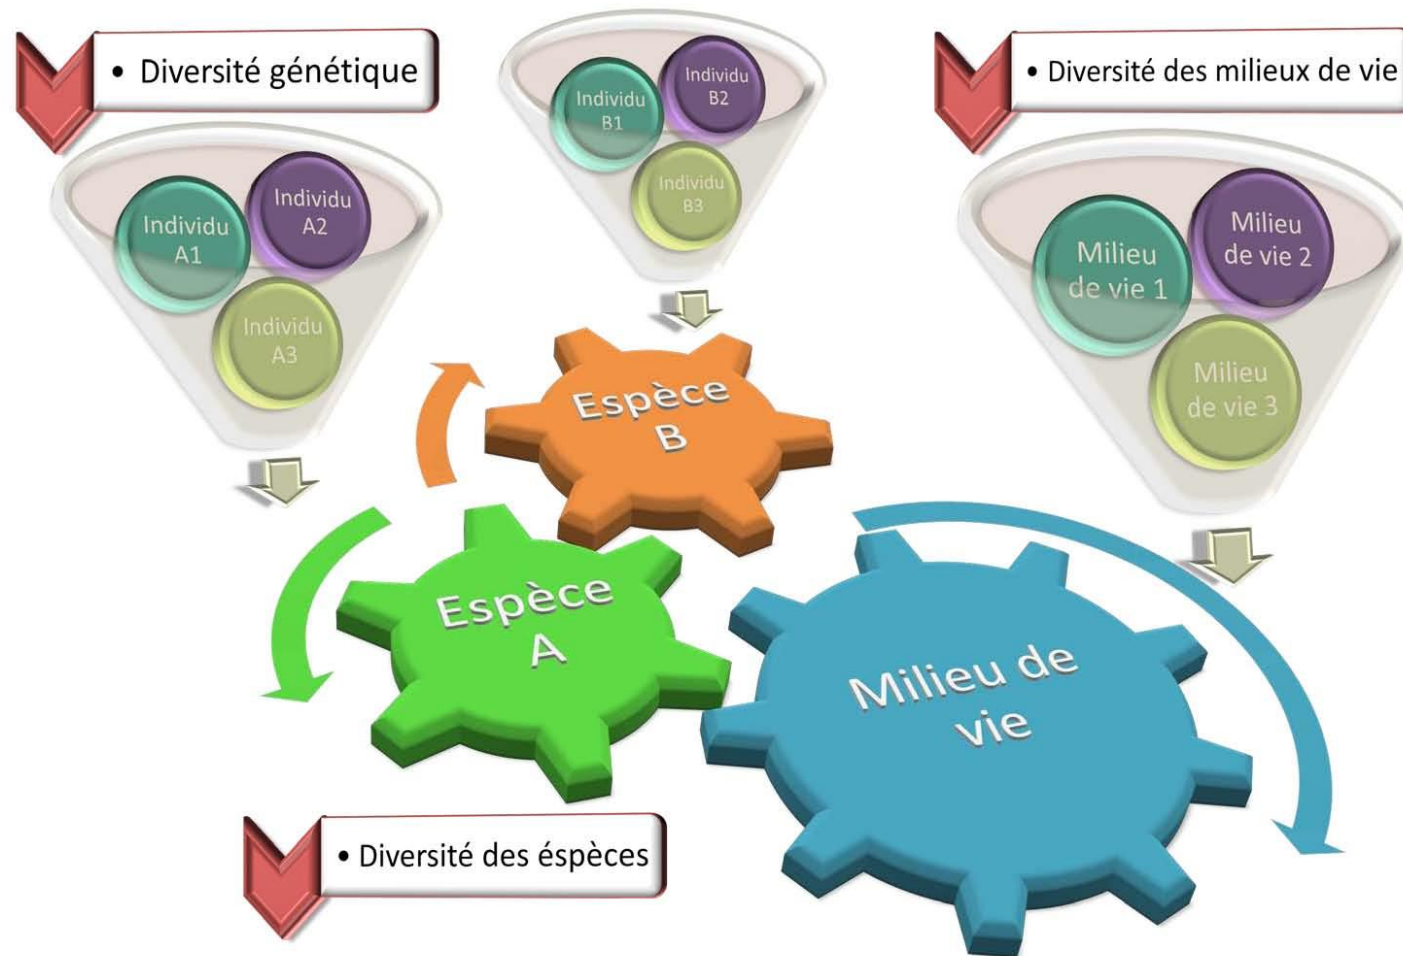 • Diversité génétique
Individu
A1
Individu
A2
Individu
A3
Individu
B1
Individu
B2
Individu
B3
• Diversité des milieux de vie
Milieu
de vie 1
Milieu
de vie 2
Milieu
de vie 3
Espèce
B
Espèce
A
Milieu de
vie
• Diversité des éspèces